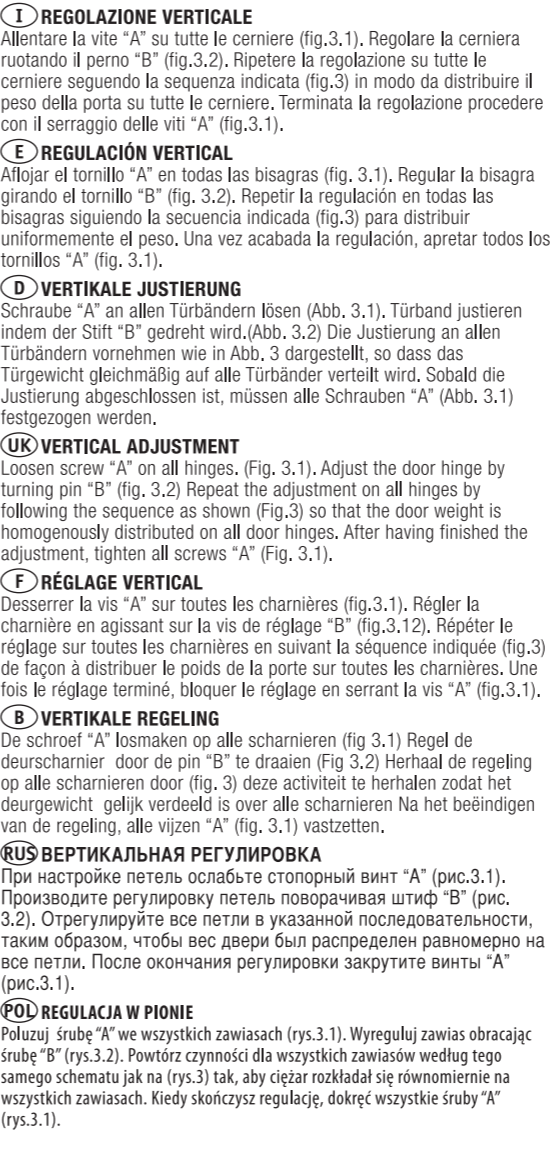 I REGOLAZIONE VERTICALE
Allentare la vite “A” su tutte le cerniere (fig.3.1). Regolare la cerniera
ruotando il perno “B” (fig.3.2). Ripetere la regolazione su tutte le
cerniere seguendo la sequenza indicata (fig.3) in modo da distribuire il
peso della porta su tutte le cerniere. Terminata la regolazione procedere
con il serraggio delle viti “A” (fig.3.1).
E REGULACIÓN VERTICAL
Aflojar el tornillo “A” en todas las bisagras (fig. 3.1). Regular la bisagra
girando el tornillo “B” (fig. 3.2). Repetir la regulación en todas las
bisagras siguiendo la secuencia indicada (fig.3) para distribuir
uniformemente el peso. Una vez acabada la regulación, apretar todos los
tornillos “A” (fig. 3.1).
D VERTIKALE JUSTIERUNG
Schraube “A” an allen Türbändern lösen (Abb. 3.1). Türband justieren
indem der Stift “B” gedreht wird.(Abb. 3.2) Die Justierung an allen
Türbändern vornehmen wie in Abb. 3 dargestellt, so dass das
Türgewicht gleichmäßig auf alle Türbänder verteilt wird. Sobald die
Justierung abgeschlossen ist, müssen alle Schrauben “A” (Abb. 3.1)
festgezogen werden.
UK VERTICAL ADJUSTMENT
Loosen screw “A” on all hinges. (Fig. 3.1). Adjust the door hinge by
turning pin “B” (fig. 3.2) Repeat the adjustment on all hinges by
following the sequence as shown (Fig.3) so that the door weight is
homogenously distributed on all door hinges. After having finished the
adjustment, tighten all screws “A” (Fig. 3.1).
F RÉGLAGE VERTICAL
Desserrer la vis “A” sur toutes les charnières (fig.3.1). Régler la
charnière en agissant sur la vis de réglage “B” (fig.3.12). Répéter le
réglage sur toutes les charnières en suivant la séquence indiquée (fig.3)
de façon à distribuer le poids de la porte sur toutes les charnières. Une
fois le réglage terminé, bloquer le réglage en serrant la vis “A” (fig.3.1).
B VERTIKALE REGELING
De schroef “A” losmaken op alle scharnieren (fig 3.1) Regel de
deurscharnier door de pin “B” te draaien (Fig 3.2) Herhaal de regeling
op alle scharnieren door (fig. 3) deze activiteit te herhalen zodat het
deurgewicht gelijk verdeeld is over alle scharnieren Na het beëindigen
van de regeling, alle vijzen “A” (fig. 3.1) vastzetten.
RUS ВЕРТИКАЛЬНАЯ РЕГУЛИРОВКА
При настройке петель ослабьте стопорный винт “А” (рис.3.1).
Производите регулировку петель поворачивая штиф “В” (рис.
3.2). Отрегулируйте все петли в указанной последовательности,
таким образом, чтобы вес двери был распределен равномерно на
все петли. После окончания регулировки закрутите винты “А”
(рис.3.1).
POL REGULACJA W PIONIE
Poluzuj śrubę “A” we wszystkich zawiasach (rys.3.1). Wyreguluj zawias obracając
śrubę “B” (rys.3.2). Powtórz czynności dla wszystkich zawiasów według tego
samego schematu jak na (rys.3) tak, aby ciężar rozkładał się równomiernie na
wszystkich zawiasach. Kiedy skończysz regulację, dokręć wszystkie śruby “A”
(rys.3.1).